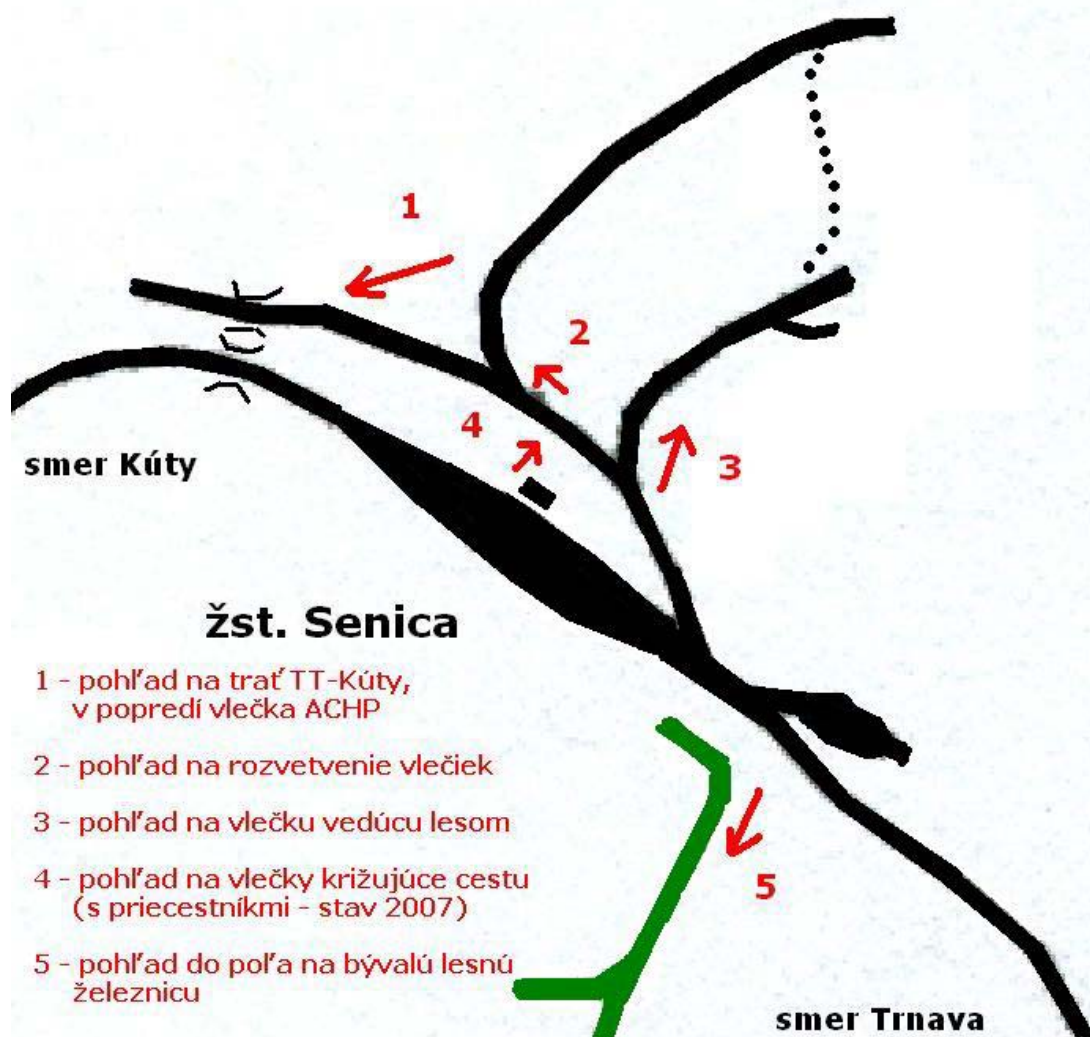 1
2
4
3
smer Kúty
žst. Senica
1 - pohľad na trať TT-Kúty,
v popredí vlečka ACHP
2 - pohľad na rozvetvenie vlečiek
3 - pohľad na vlečku vedúcu lesom
4 - pohľad na vlečky križujúce cestu
(s priecestníkmi - stav 2007)
5 - pohľad do poľa na bývalú lesnú
železnicu
5
smer Trnava